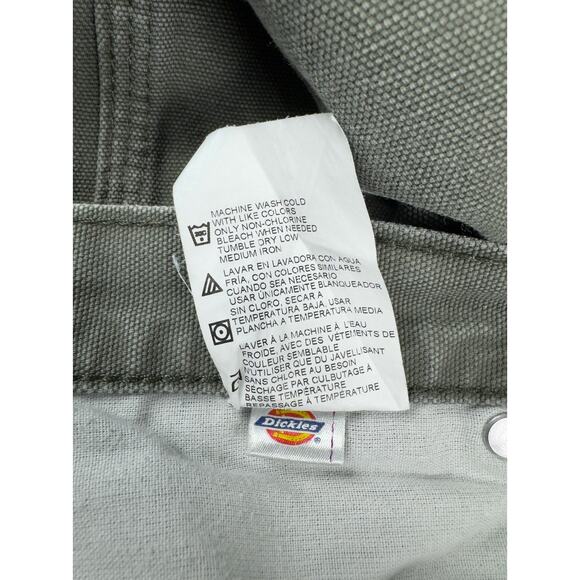 MACHINE WASH COLD
WITH LIKE COLORS
ONLY NON-CHLORINE
BLEACH WHEN NEEDED
TUMBLE DRY LOW
MEDIUM IRON
LAVAR EN LAVADORA CON AGUA
FRÍA, CON COLORES SIMILARES
CUANDO SEA NECESARIO
USAR ÚNICAMENTE BLANQUEADOR
SIN CLORO, SECAR A
TEMPERATURA BAJA, USAR
PLANCHA A TEMPERATURA MEDIA
LAVER À LA MACHINE À L'EAU
FROIDE, AVEC DES VÊTEMENTS DE
COULEUR SEMBLABLE
N'UTILISER QUE DU JAVELLISANT
SANS CHLORE AU BESOIN
SÉCHAGE PAR CULBUTAGE À
BASSE TEMPÉRATURE
REPASSAGE À TEMPÉRATURE
Dickies